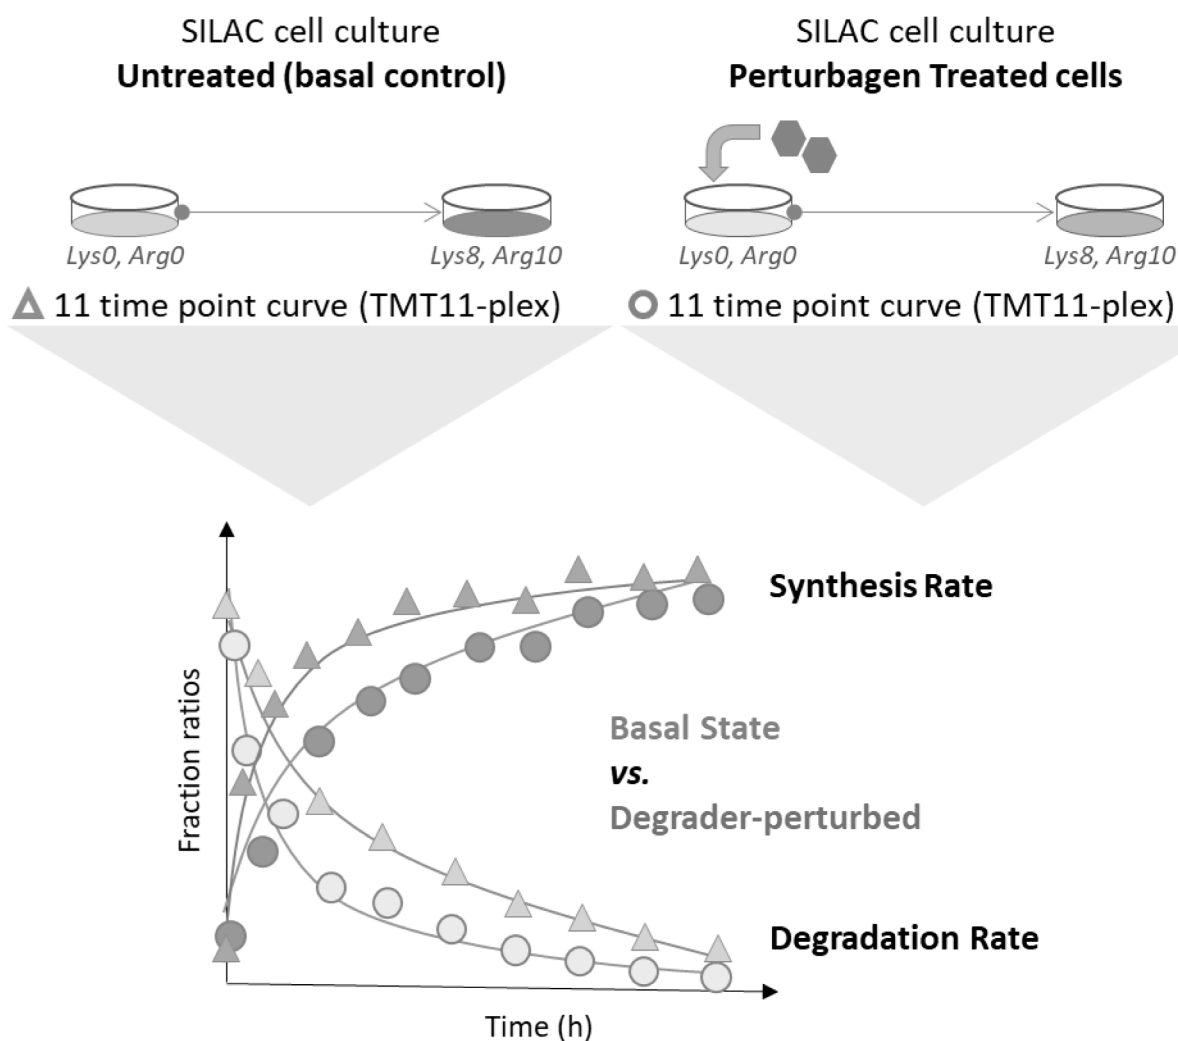 SILAC cell culture
Untreated (basal control)
Lys0, Arg0
Lys8, Arg10
11 time point curve (TMT11-plex)
SILAC cell culture
Perturbagen Treated cells
Lys0, Arg0
Lys8, Arg10
11 time point curve (TMT11-plex)
Fraction ratios
Synthesis Rate
Basal State
vs.
Degrader-perturbed
Degradation Rate
Time (h)